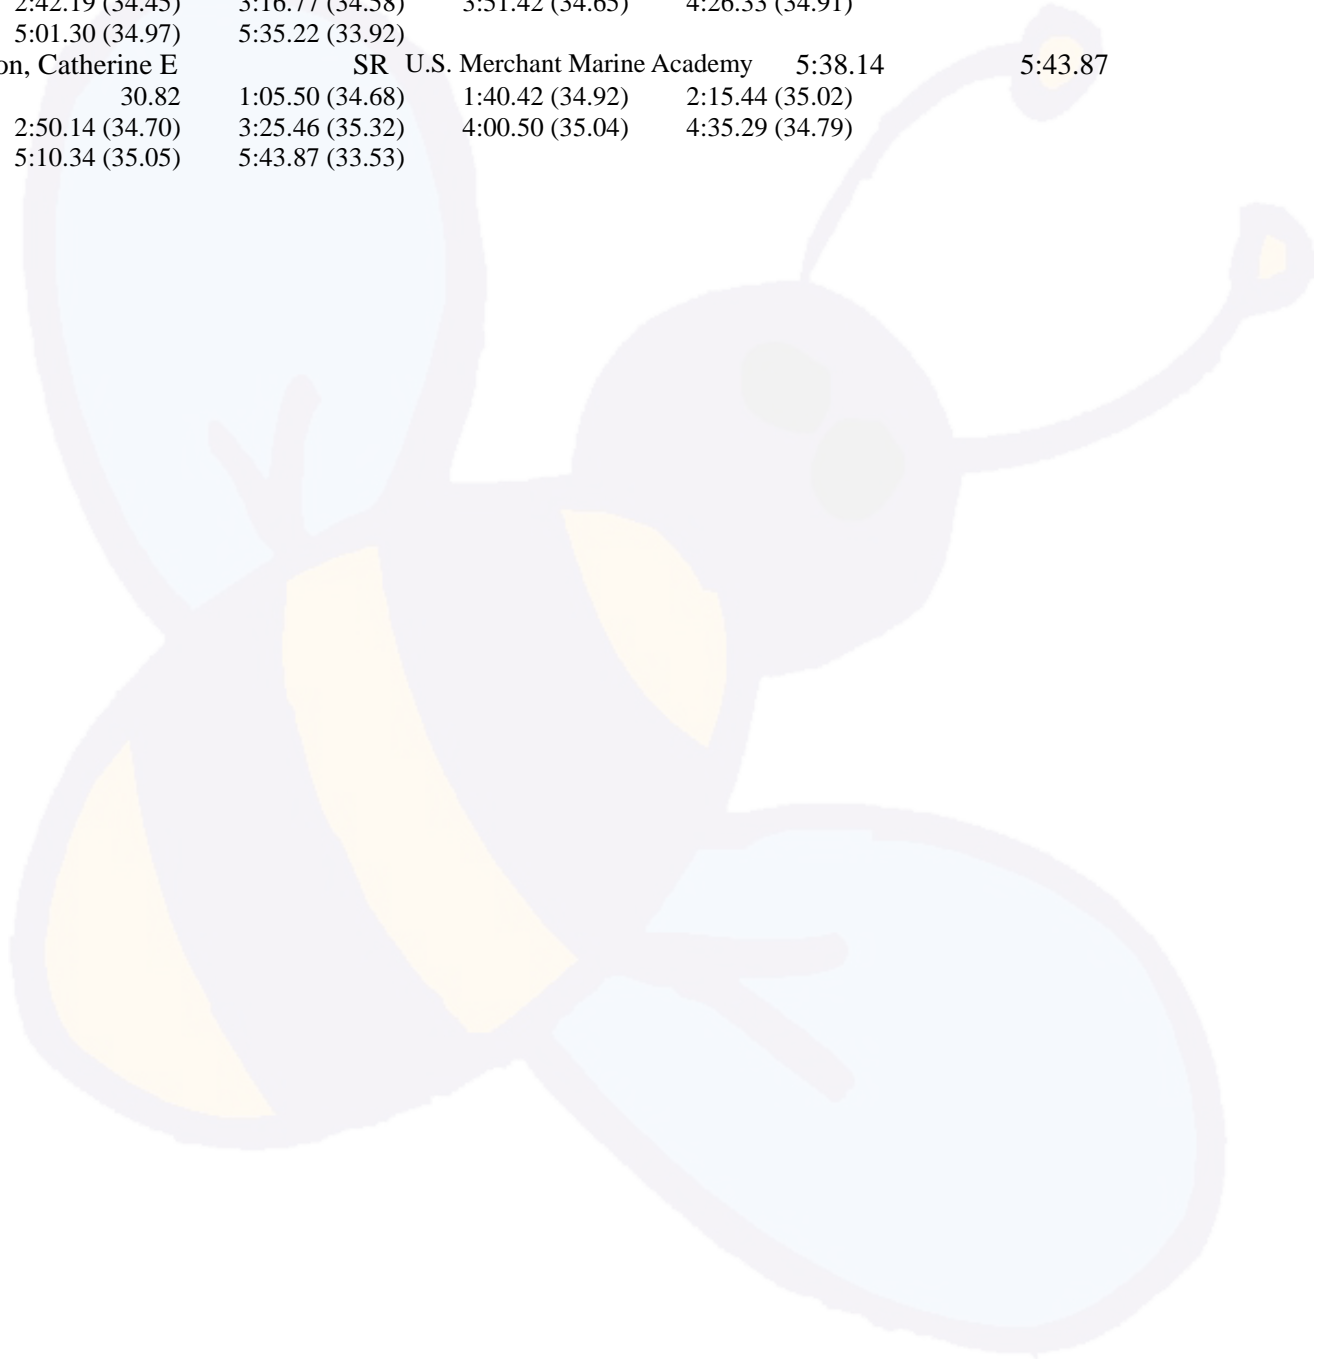 2:42.19 (34.45) 3:16.77 (34.58) 3:51.42 (34.65) 4:26.33 (34.91)
5:01.30 (34.97) 5:35.22 (33.92)
on, Catherine E SR U.S. Merchant Marine Academy 5:38.14 5:43.87
30.82 1:05.50 (34.68) 1:40.42 (34.92) 2:15.44 (35.02)
2:50.14 (34.70) 3:25.46 (35.32) 4:00.50 (35.04) 4:35.29 (34.79)
5:10.34 (35.05) 5:43.87 (33.53)